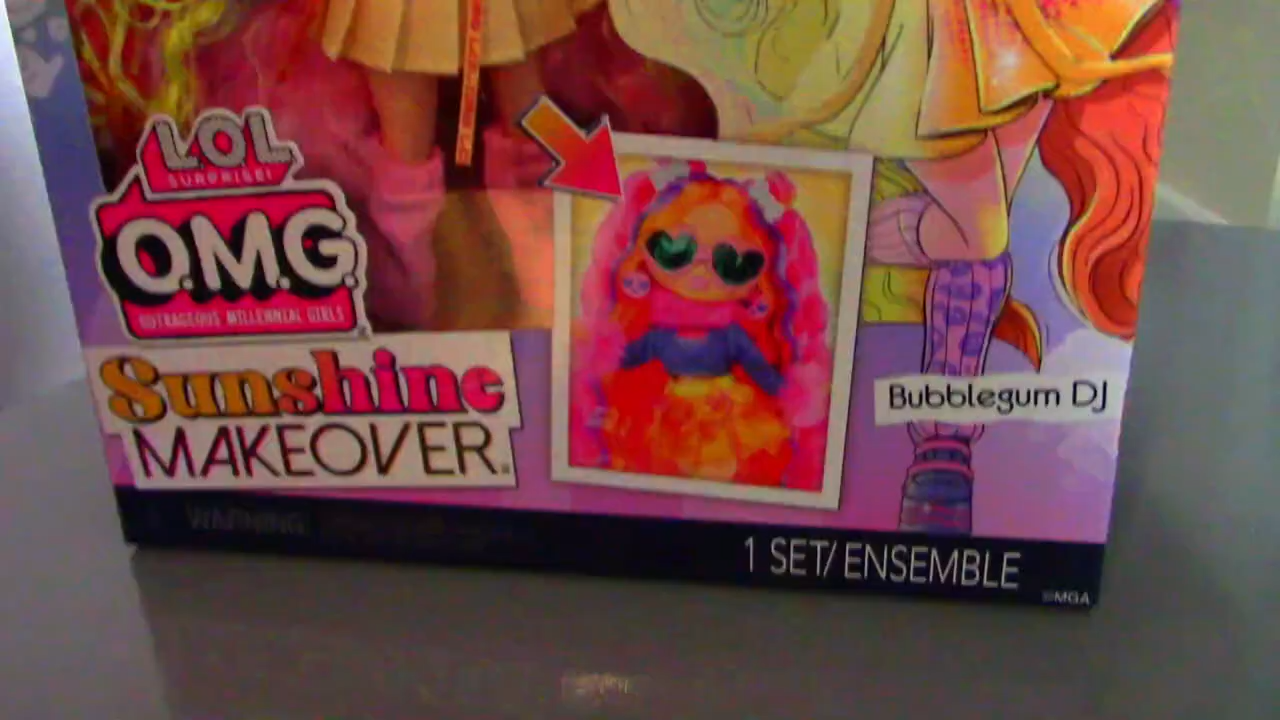 L.O.L
SURPRISE!
O.M.G.
OUTRAGEOUS MILLENNIAL GIRLS
Sunshine
MAKEOVER.
Bubblegum DJ
WARNING
1 SET/ENSEMBLE
©MGA